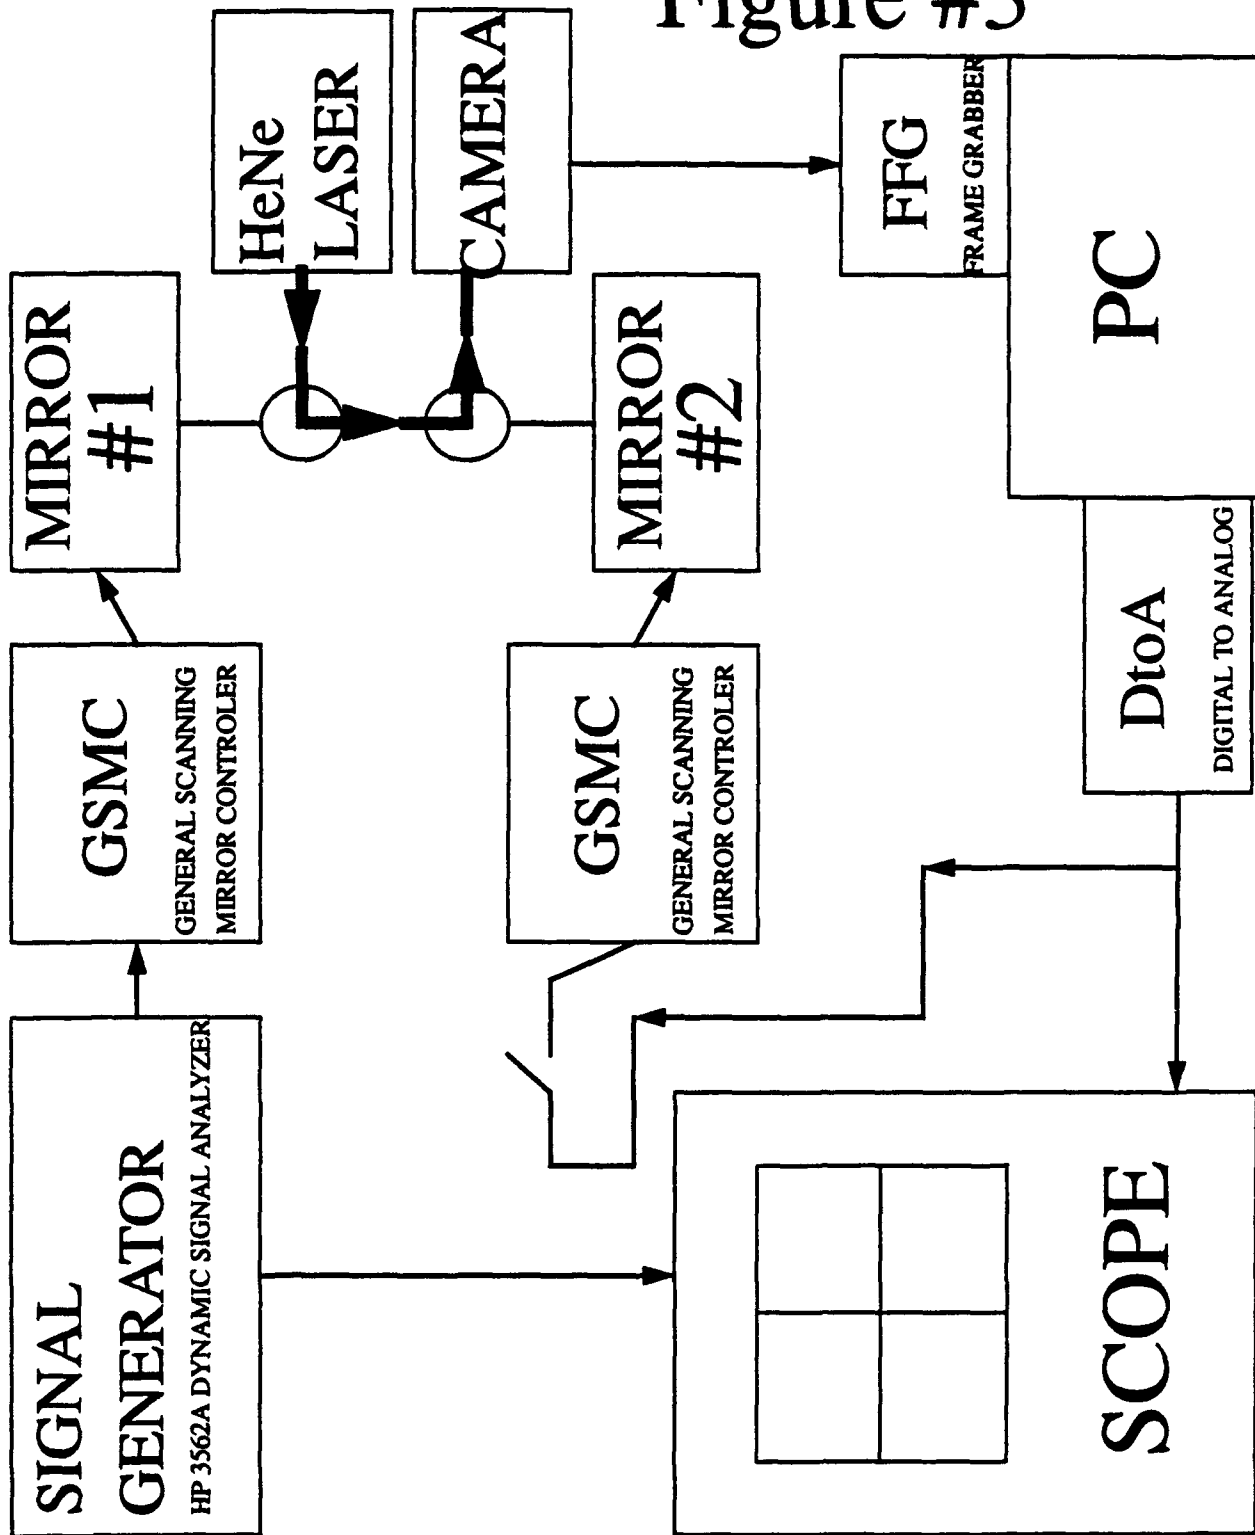 Figure #3
SIGNAL
GENERATOR
HP 3562A DYNAMIC SIGNAL ANALYZER
GSMC
GENERAL SCANNING
MIRROR CONTROLER
MIRROR
#1
HeNe
LASER
CAMERA
GSMC
GENERAL SCANNING
MIRROR CONTROLER
MIRROR
#2
FFG
FRAME GRABBER
PC
DtoA
DIGITAL TO ANALOG
SCOPE